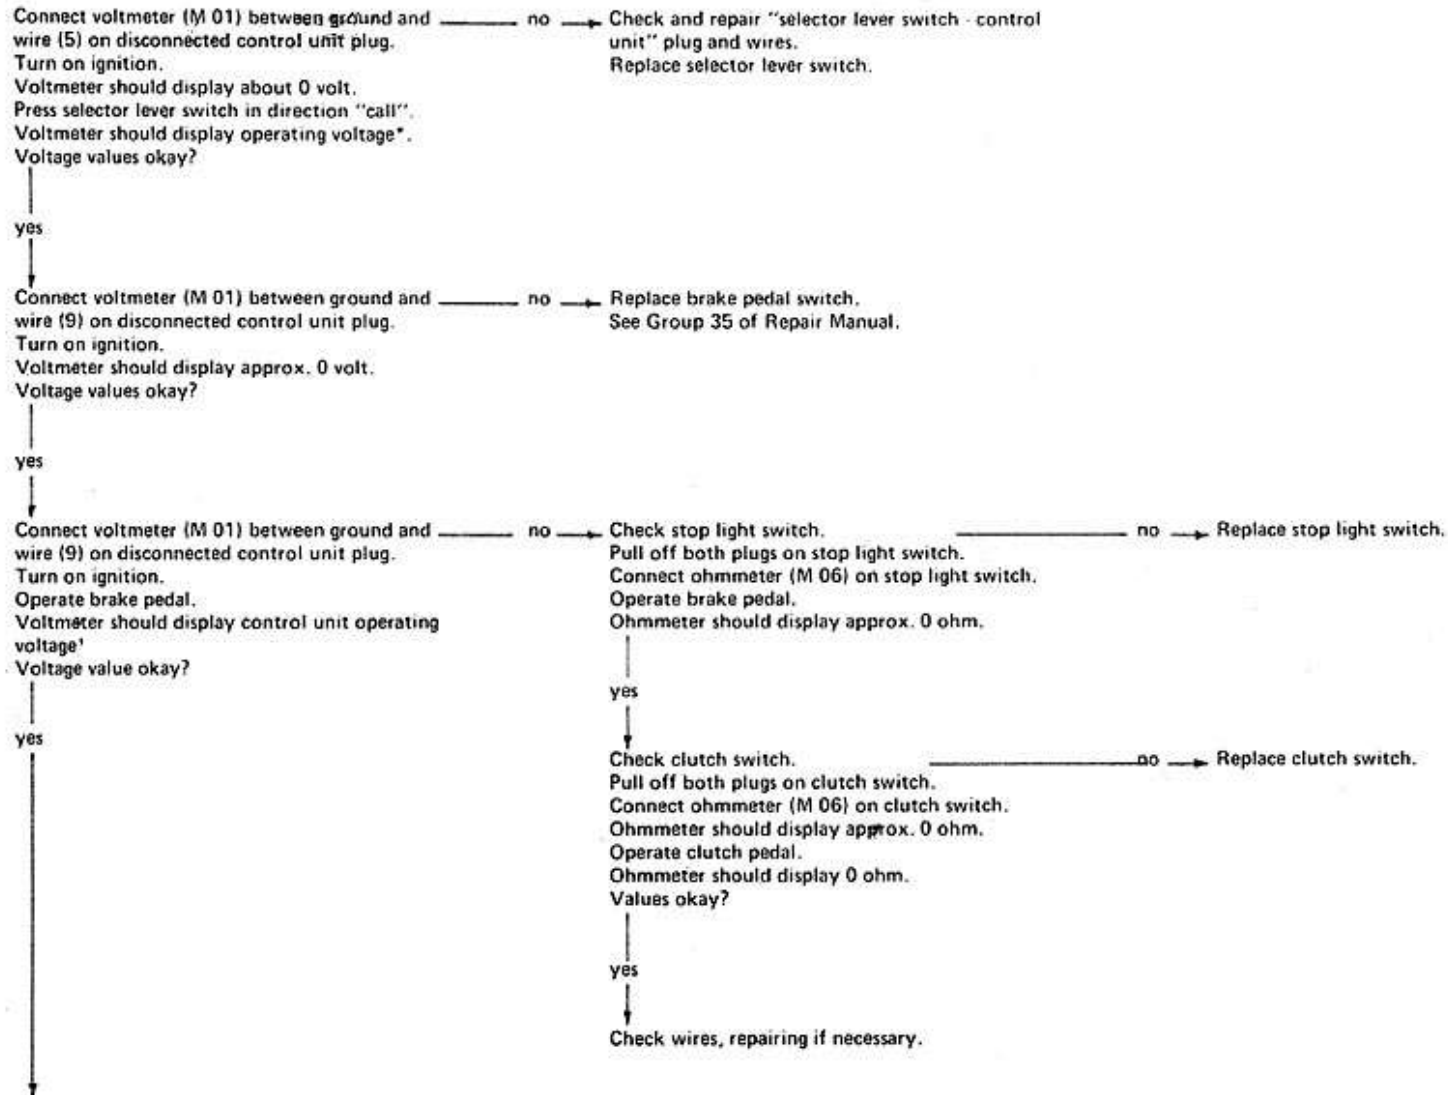 Connect voltmeter (M 01) between ground and
wire (5) on disconnected control unit plug.
Turn on ignition.
Voltmeter should display about 0 volt.
Press selector lever switch in direction "call".
Voltmeter should display operating voltage*.
Voltage values okay?
no
Check and repair "selector lever switch - control
unit" plug and wires.
Replace selector lever switch.
yes
Connect voltmeter (M 01) between ground and
wire (9) on disconnected control unit plug.
Turn on ignition.
Voltmeter should display approx. 0 volt.
Voltage values okay?
no
Replace brake pedal switch.
See Group 35 of Repair Manual.
yes
Connect voltmeter (M 01) between ground and
wire (9) on disconnected control unit plug.
Turn on ignition.
Operate brake pedal.
Voltmeter should display control unit operating
voltage¹
Voltage value okay?
no
Check stop light switch.
Pull off both plugs on stop light switch.
Connect ohmmeter (M 06) on stop light switch.
Operate brake pedal.
Ohmmeter should display approx. 0 ohm.
no
Replace stop light switch.
yes
yes
Check clutch switch.
Pull off both plugs on clutch switch.
Connect ohmmeter (M 06) on clutch switch.
Ohmmeter should display approx. 0 ohm.
Operate clutch pedal.
Ohmmeter should display 0 ohm.
Values okay?
no
Replace clutch switch.
yes
Check wires, repairing if necessary.